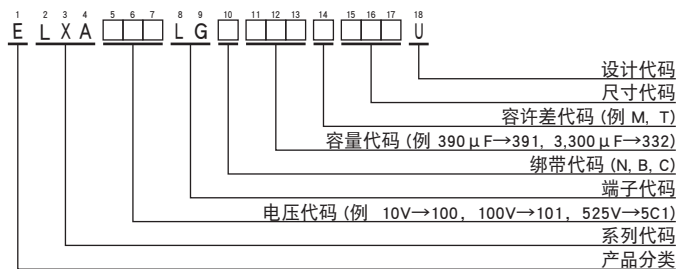 1 2 3 4 5 6 7 8 9 10 11 12 13 14 15 16 17 18
E L X A □□□ L G □ □□□ □ □□□ U
设计代码
尺寸代码
容许差代码 (例 M, T)
容量代码 (例 390μF→391, 3,300μF→332)
绑带代码 (N, B, C)
端子代码
电压代码 (例 10V→100, 100V→101, 525V→5C1)
系列代码
产品分类